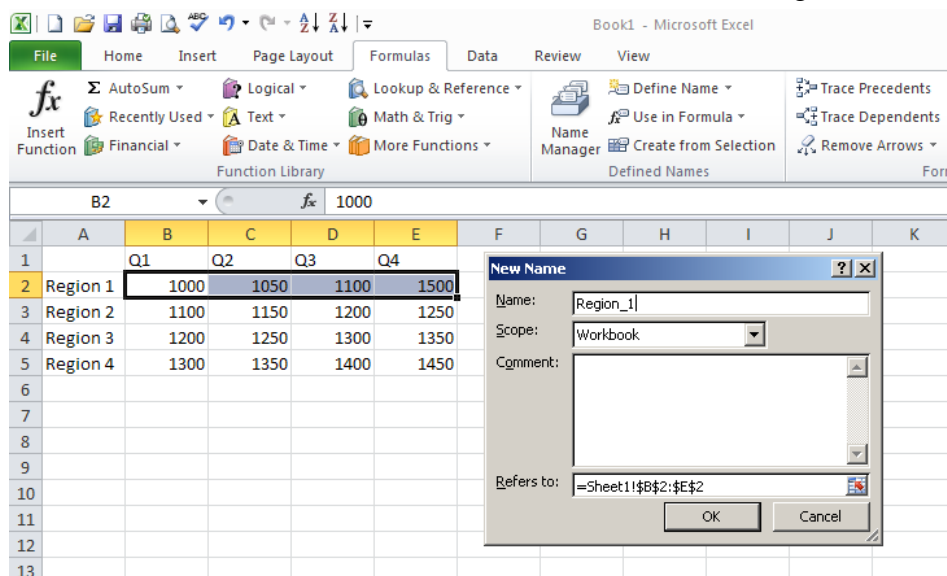 Book1 - Microsoft Excel
File Home Insert Page Layout Formulas Data Review View
fx Σ AutoSum Logical Lookup & Reference Define Name Trace Precedents
Recently Used Text Math & Trig fx Use in Formula Trace Dependents
Insert Function Financial Date & Time More Functions Name Manager Create from Selection Remove Arrows
Function Library Defined Names For
B2 fx 1000
A B C D E F G H I J K
1 Q1 Q2 Q3 Q4
2 Region 1 1000 1050 1100 1500
3 Region 2 1100 1150 1200 1250
4 Region 3 1200 1250 1300 1350
5 Region 4 1300 1350 1400 1450
6
7
8
9
10
11
12
13
New Name
Name: Region_1
Scope: Workbook
Comment:
Refers to: =Sheet1!$B$2:$E$2
OK Cancel